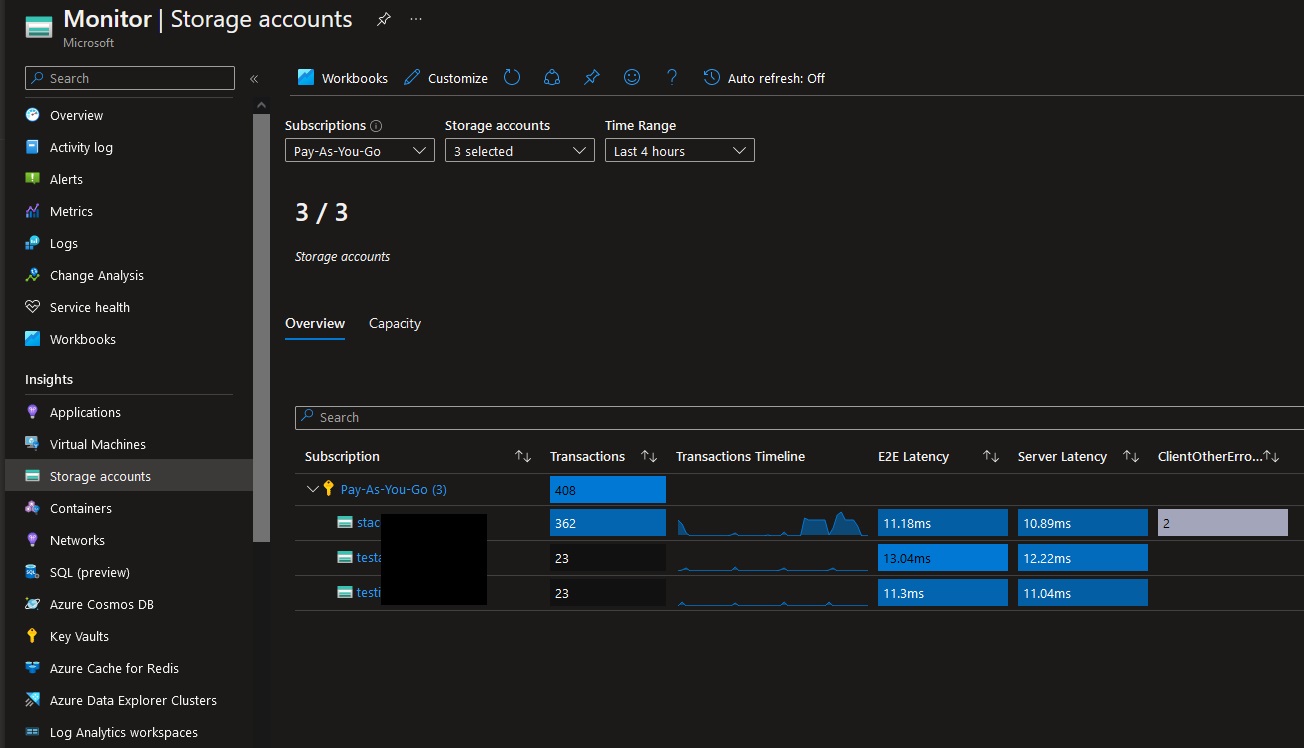 Monitor | Storage accounts ...
Microsoft
Search «
Workbooks Customize ? Auto refresh: Off
Overview
Activity log
Alerts
Metrics
Logs
Change Analysis
Service health
Workbooks
Insights
Applications
Virtual Machines
Storage accounts
Containers
Networks
SQL (preview)
Azure Cosmos DB
Key Vaults
Azure Cache for Redis
Azure Data Explorer Clusters
Log Analytics workspaces
Subscriptions Storage accounts Time Range
Pay-As-You-Go 3 selected Last 4 hours
3 / 3
Storage accounts
Overview Capacity
Search
Subscription Transactions Transactions Timeline E2E Latency Server Latency ClientOtherErro...
Pay-As-You-Go (3) 408
stac 362 11.18ms 10.89ms 2
testa 23 13.04ms 12.22ms
testi 23 11.3ms 11.04ms